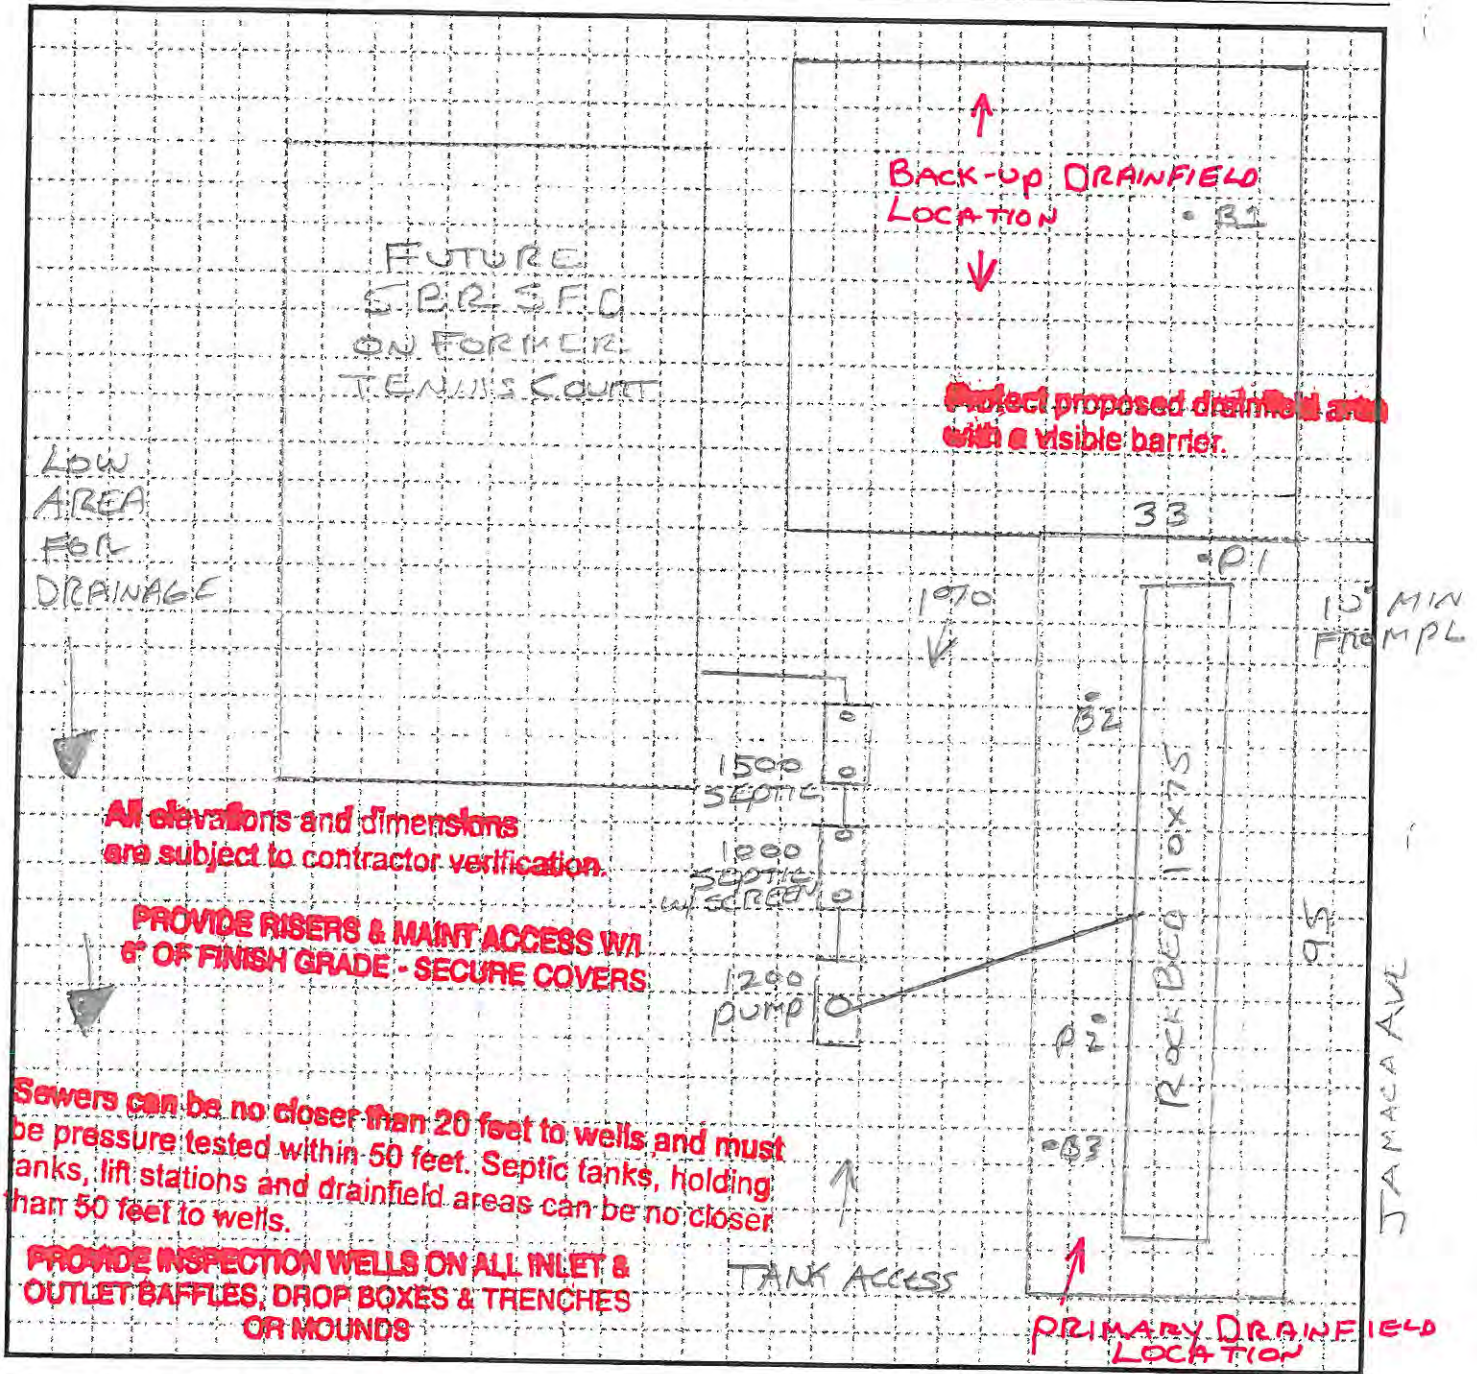 BACK-UP DRAINFIELD
LOCATION
B1
FUTURE
ON FORMER
TENNIS COURT
Protect proposed drainfield area
with a visible barrier.
LOW
AREA
FOR
DRAINAGE
33
P1
1%
10' MIN
FROM PL
B2
1500
SEPTIC
1000
SEPTIC
W/ SCREEN
1200
PUMP
ROCK BED 10x75
95
JAMACA AVE
All elevations and dimensions
are subject to contractor verification.
PROVIDE RISERS & MAINT ACCESS W/I
6" OF FINISH GRADE - SECURE COVERS
P2
B3
Sewers can be no closer than 20 feet to wells and must
be pressure tested within 50 feet. Septic tanks, holding
tanks, lift stations and drainfield areas can be no closer
than 50 feet to wells.
PROVIDE INSPECTION WELLS ON ALL INLET &
OUTLET BAFFLES, DROP BOXES & TRENCHES
OR MOUNDS
TANK ACCESS
PRIMARY DRAINFIELD
LOCATION